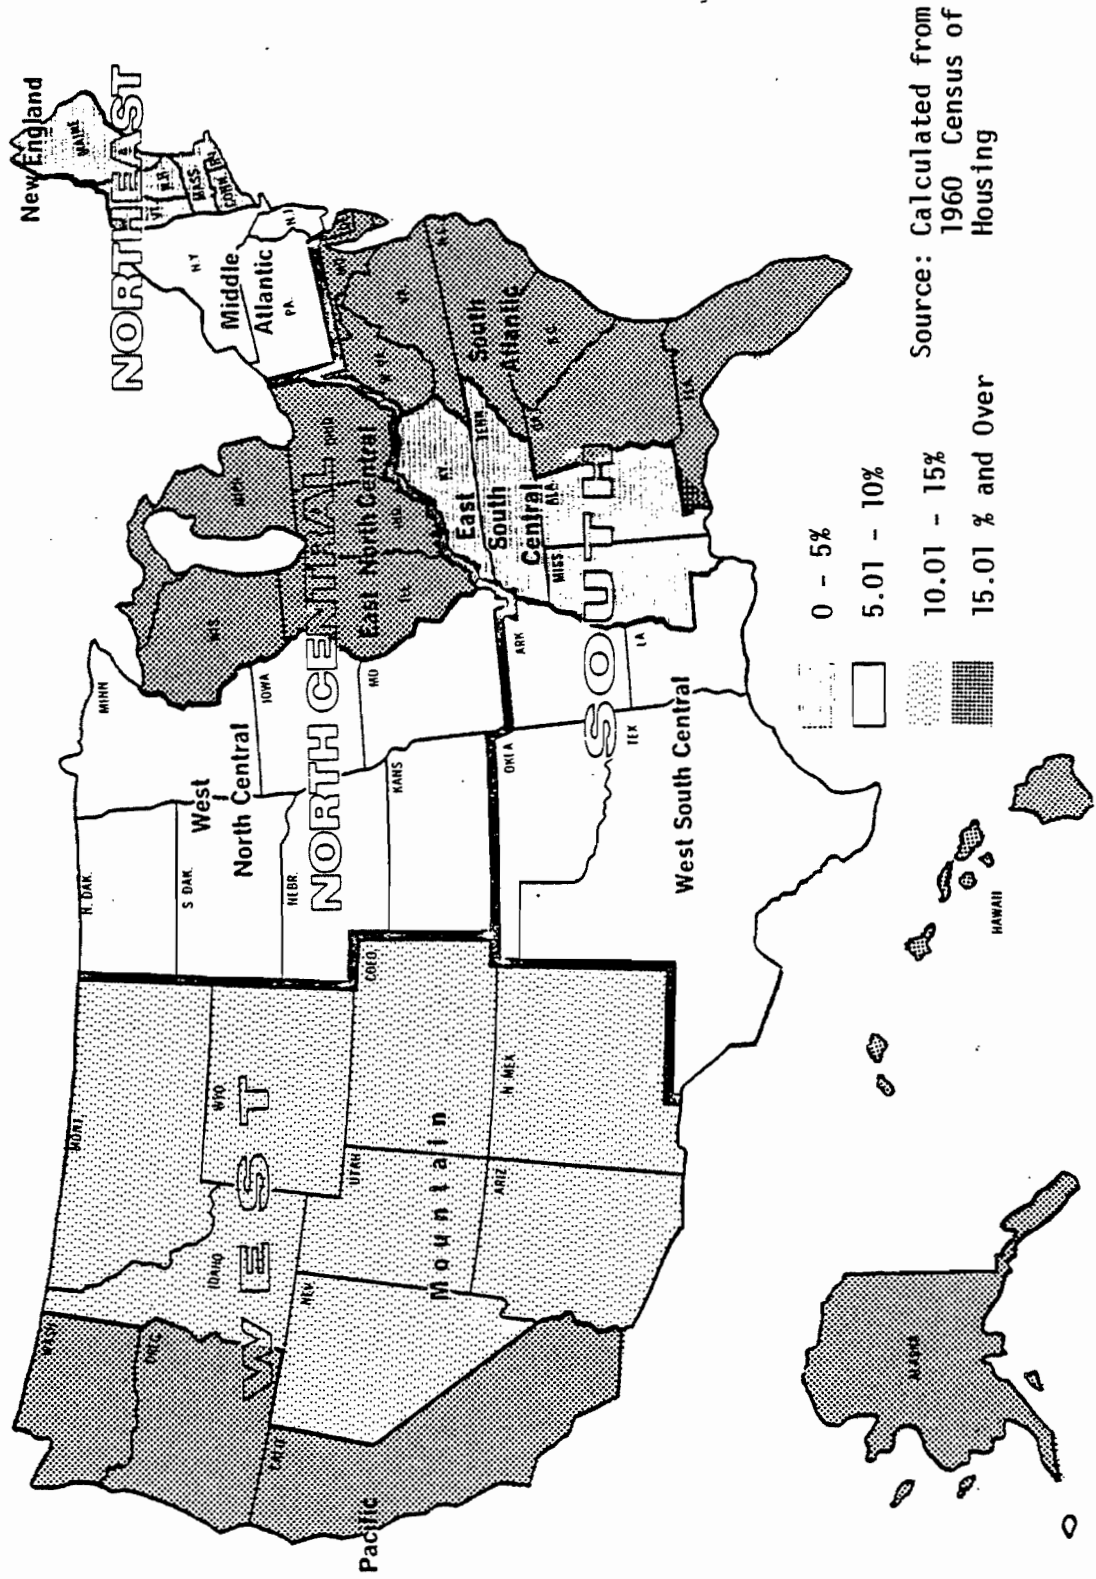 New England
NORTHEAST
MAINE
VT.
N.H.
MASS.
CONN.
R.I.
N.Y.
Middle
Atlantic
PA.
N.J.
W E S T
Pacific
WASH.
OREG.
CALIF.
Mountain
MONT.
IDAHO
WYO
NEV.
UTAH
COLO.
ARIZ
N MEX.
NORTH CENTRAL
West
North Central
N. DAK.
S DAK.
NEBR.
KANS
MINN
IOWA
MO
East North Central
WIS.
MICH.
ILL.
IND.
OHIO
SOUTH
West South Central
OKLA
TEX
ARK
LA
East
South
Central
KY.
TENN.
MISS.
ALA.
South
Atlantic
W. VA.
VA.
N.C.
S.C.
GA.
FLA.
Alaska
HAWAII
0 - 5%
5.01 - 10%
10.01 - 15%
15.01 % and Over
Source: Calculated from
1960 Census of
Housing